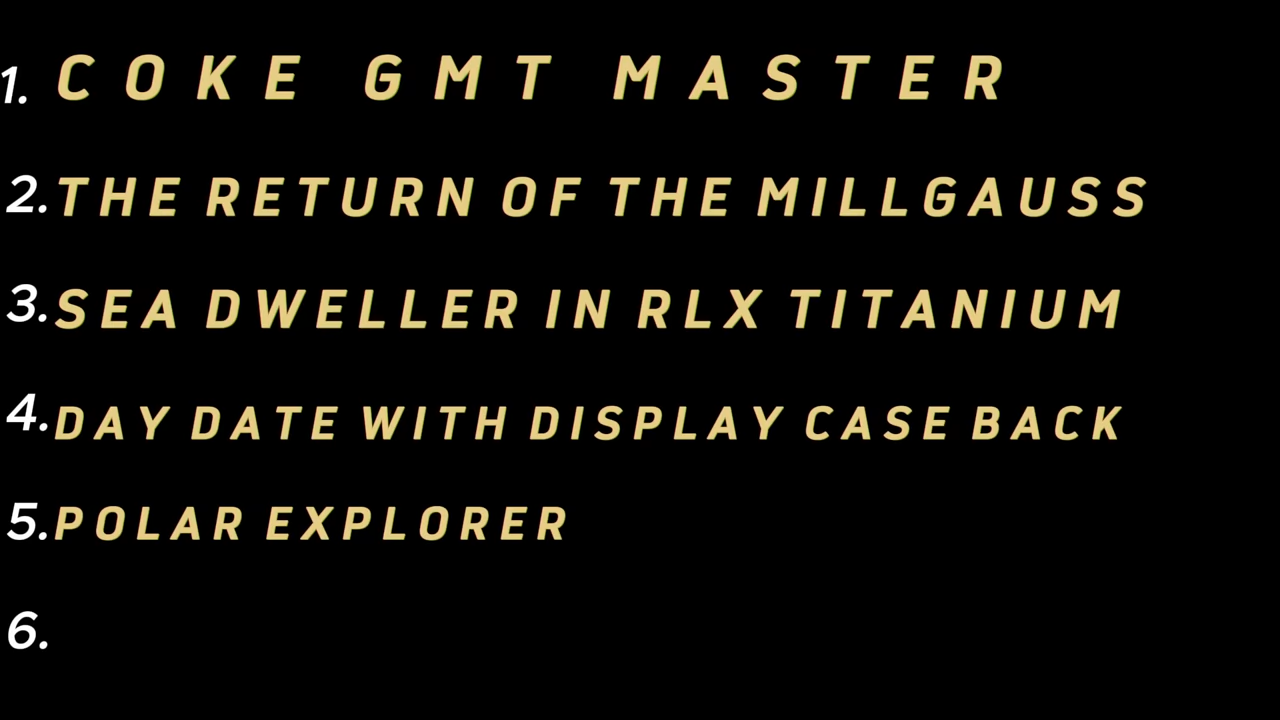 1. COKE GMT MASTER
2. THE RETURN OF THE MILLGAUSS
3. SEA DWELLER IN RLX TITANIUM
4. DAY DATE WITH DISPLAY CASE BACK
5. POLAR EXPLORER
6.